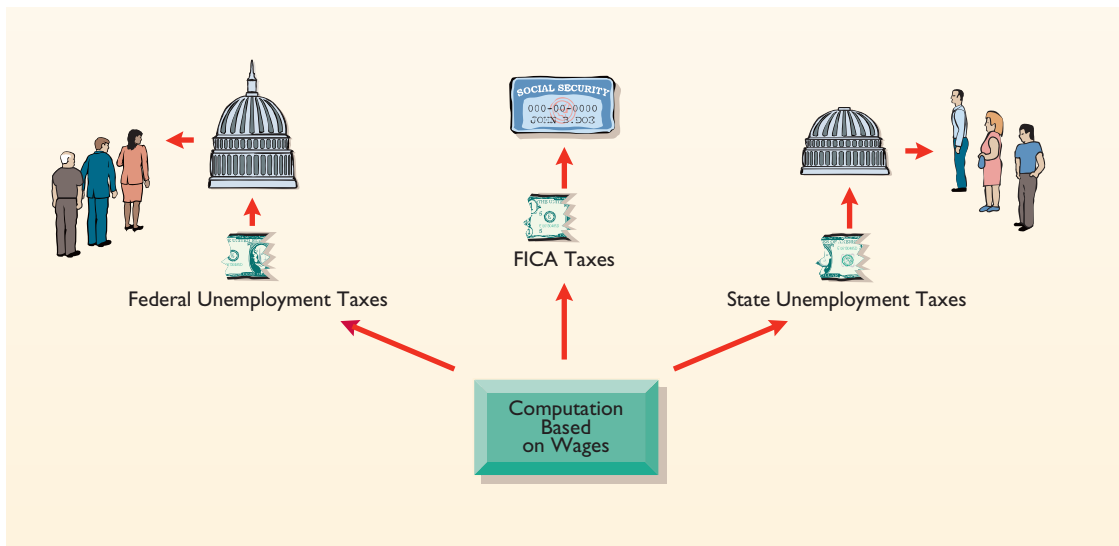 SOCIAL SECURITY
000-00-0000
JOHN B.DOE
FICA Taxes
Federal Unemployment Taxes
State Unemployment Taxes
Computation
Based
on Wages